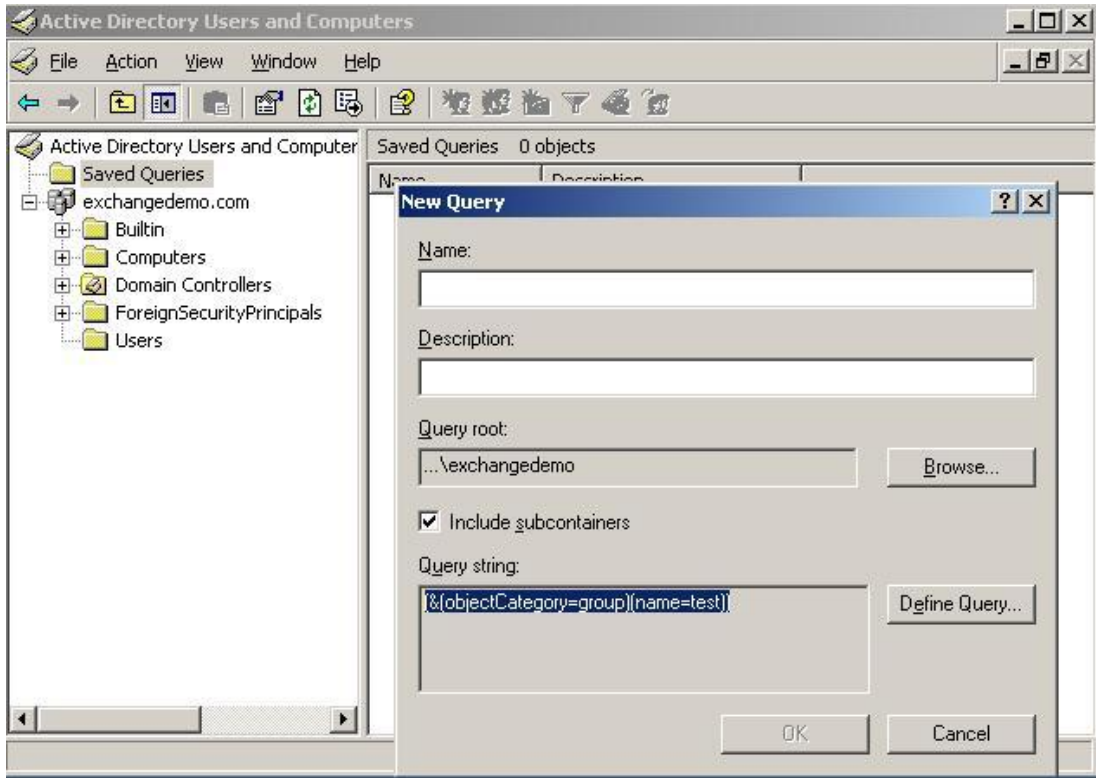 Active Directory Users and Computers
File Action View Window Help
Active Directory Users and Computer
Saved Queries
exchangedemo.com
Builtin
Computers
Domain Controllers
ForeignSecurityPrincipals
Users
Saved Queries 0 objects
Name Description
New Query
Name:
Description:
Query root:
...\exchangedemo
Browse...
Include subcontainers
Query string:
(&(objectCategory=group)(name=test))
Define Query...
OK Cancel